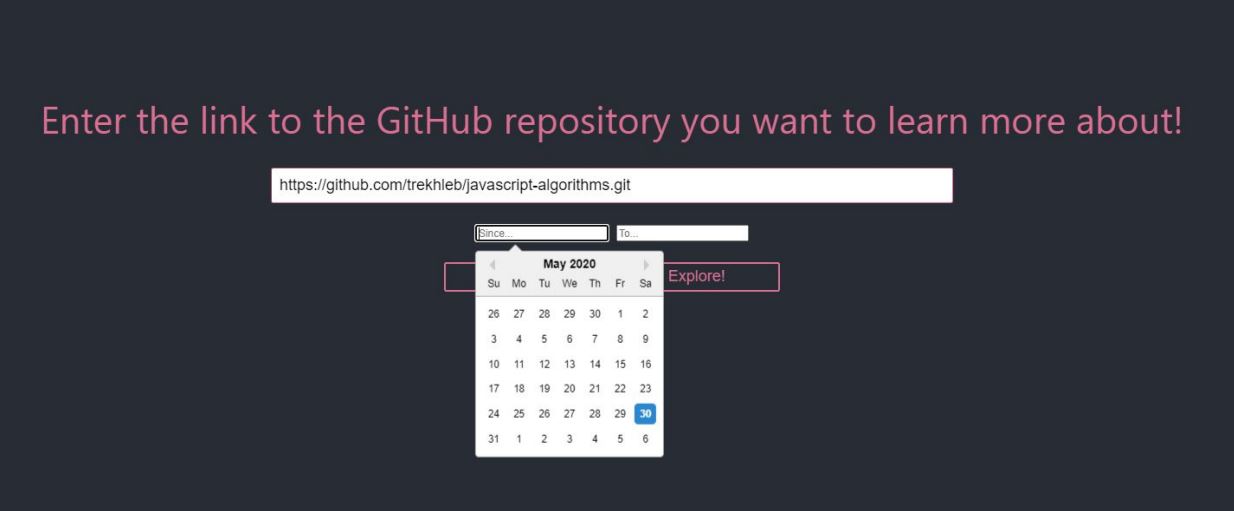 Enter the link to the GitHub repository you want to learn more about!
https://github.com/trekhleb/javascript-algorithms.git
Since... To...
May 2020
Explore!
Su Mo Tu We Th Fr Sa
26 27 28 29 30 1 2
3 4 5 6 7 8 9
10 11 12 13 14 15 16
17 18 19 20 21 22 23
24 25 26 27 28 29 30
31 1 2 3 4 5 6